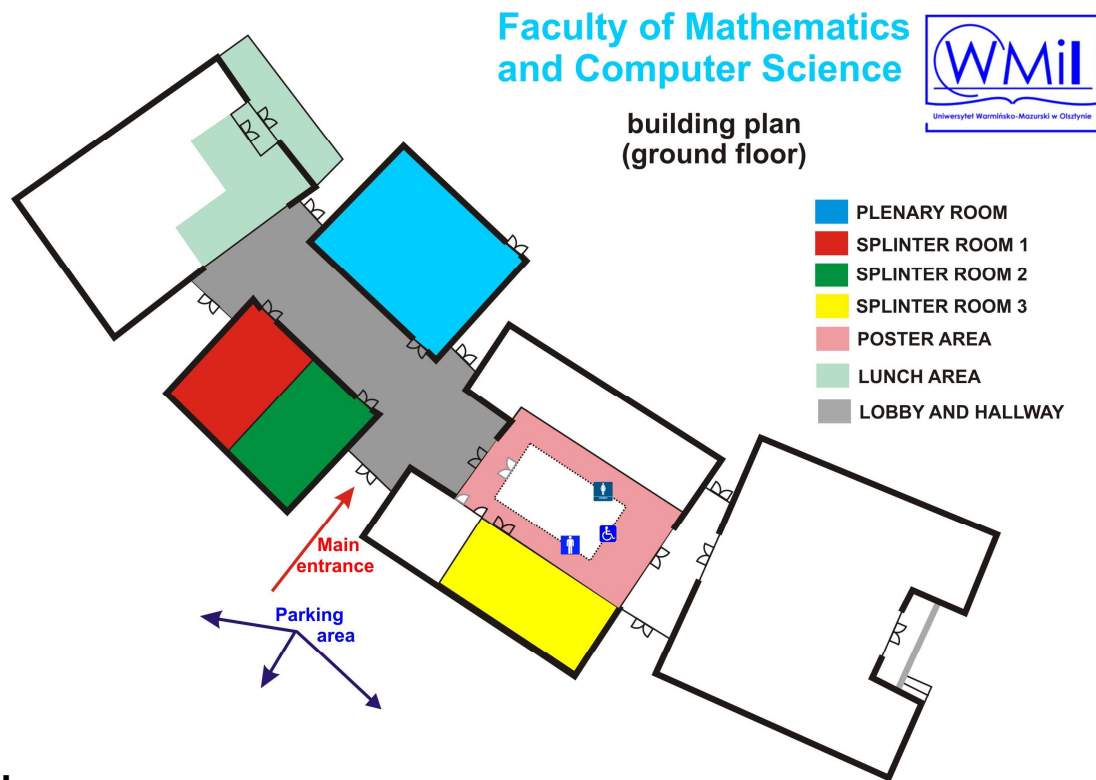 Faculty of Mathematics
and Computer Science
WMiI
Uniwersytet Warmińsko-Mazurski w Olsztynie
building plan
(ground floor)
PLENARY ROOM
SPLINTER ROOM 1
SPLINTER ROOM 2
SPLINTER ROOM 3
POSTER AREA
LUNCH AREA
LOBBY AND HALLWAY
Main
entrance
Parking
area